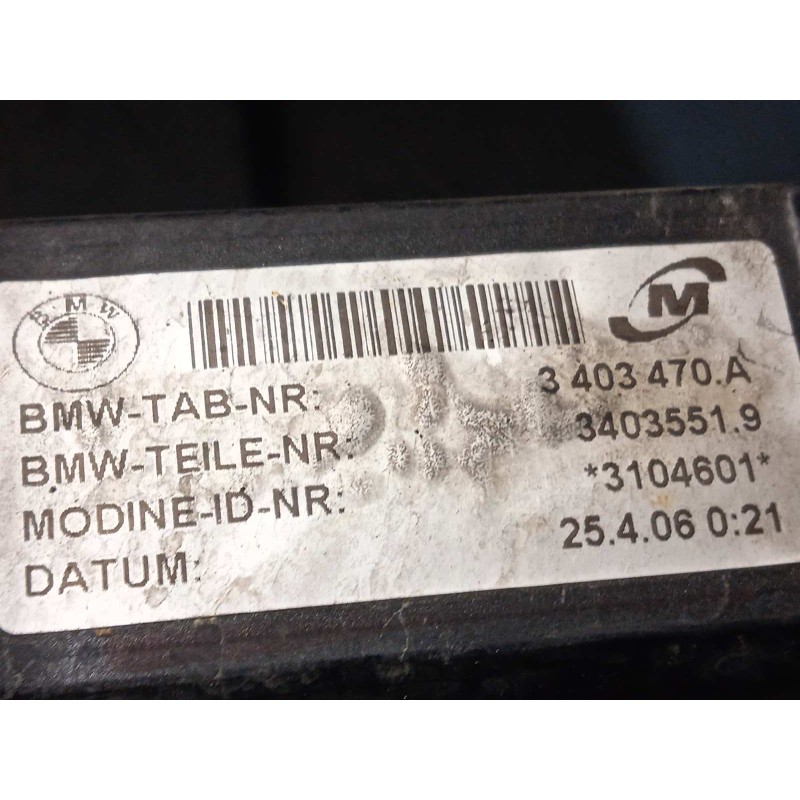 BMW
M
BMW-TAB-NR: 3 403 470.A
BMW-TEILE-NR: 3403551.9
MODINE-ID-NR: *3104601*
DATUM: 25.4.06 0:21